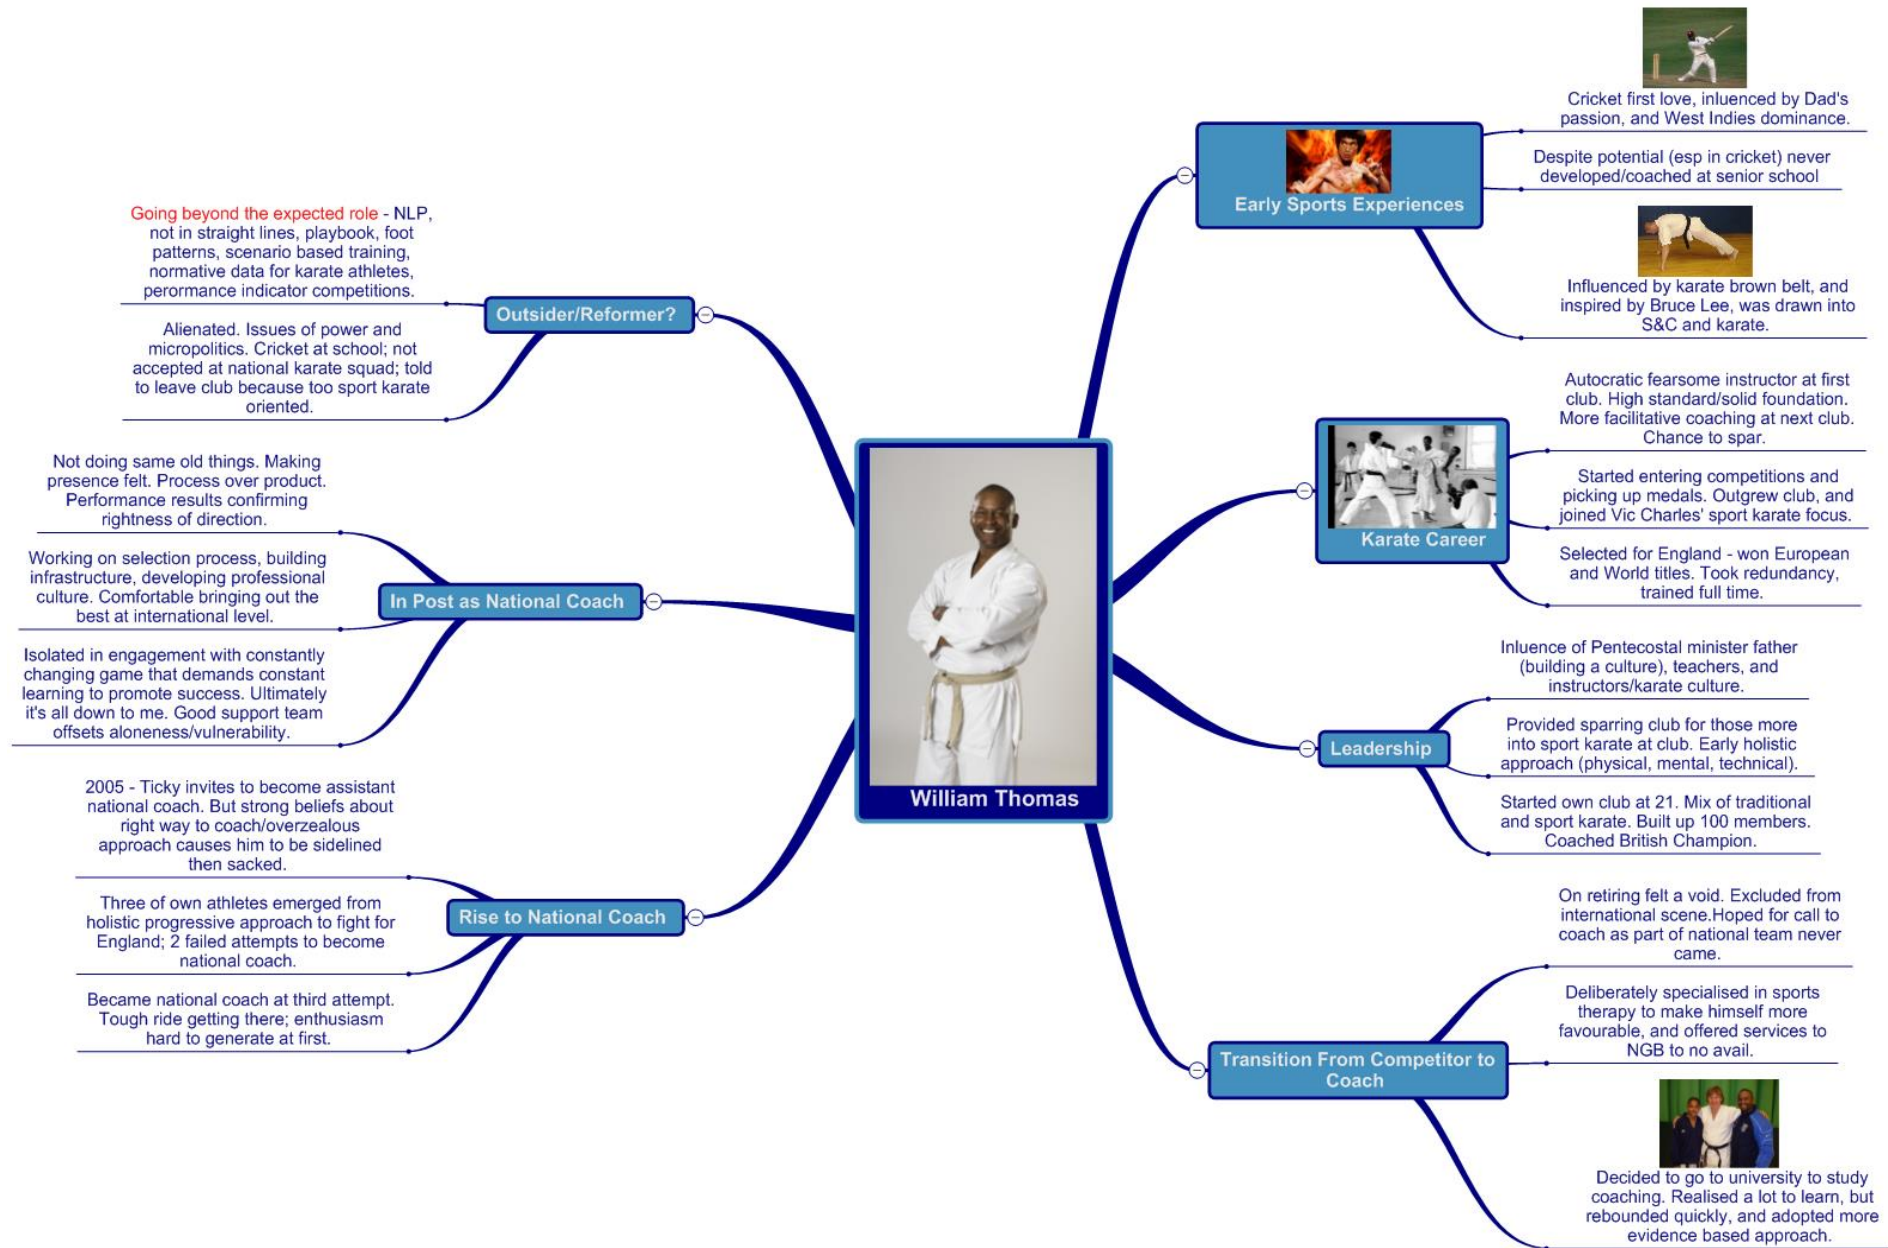 William Thomas
Early Sports Experiences
Cricket first love, inluenced by Dad's
passion, and West Indies dominance.
Despite potential (esp in cricket) never
developed/coached at senior school
Influenced by karate brown belt, and
inspired by Bruce Lee, was drawn into
S&C and karate.
Karate Career
Autocratic fearsome instructor at first
club. High standard/solid foundation.
More facilitative coaching at next club.
Chance to spar.
Started entering competitions and
picking up medals. Outgrew club, and
joined Vic Charles' sport karate focus.
Selected for England - won European
and World titles. Took redundancy,
trained full time.
Leadership
Inluence of Pentecostal minister father
(building a culture), teachers, and
instructors/karate culture.
Provided sparring club for those more
into sport karate at club. Early holistic
approach (physical, mental, technical).
Started own club at 21. Mix of traditional
and sport karate. Built up 100 members.
Coached British Champion.
Transition From Competitor to
Coach
On retiring felt a void. Excluded from
international scene.Hoped for call to
coach as part of national team never
came.
Deliberately specialised in sports
therapy to make himself more
favourable, and offered services to
NGB to no avail.
Decided to go to university to study
coaching. Realised a lot to learn, but
rebounded quickly, and adopted more
evidence based approach.
Rise to National Coach
2005 - Ticky invites to become assistant
national coach. But strong beliefs about
right way to coach/overzealous
approach causes him to be sidelined
then sacked.
Three of own athletes emerged from
holistic progressive approach to fight for
England; 2 failed attempts to become
national coach.
Became national coach at third attempt.
Tough ride getting there; enthusiasm
hard to generate at first.
In Post as National Coach
Not doing same old things. Making
presence felt. Process over product.
Performance results confirming
rightness of direction.
Working on selection process, building
infrastructure, developing professional
culture. Comfortable bringing out the
best at international level.
Isolated in engagement with constantly
changing game that demands constant
learning to promote success. Ultimately
it's all down to me. Good support team
offsets aloneness/vulnerability.
Outsider/Reformer?
Going beyond the expected role - NLP,
not in straight lines, playbook, foot
patterns, scenario based training,
normative data for karate athletes,
perormance indicator competitions.
Alienated. Issues of power and
micropolitics. Cricket at school; not
accepted at national karate squad; told
to leave club because too sport karate
oriented.